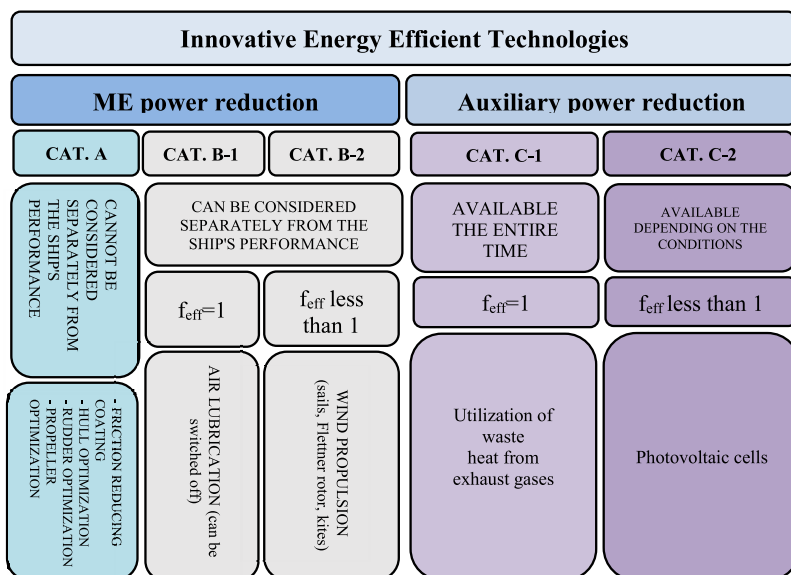 Innovative Energy Efficient Technologies
ME power reduction
Auxiliary power reduction
CAT. A
CAT. B-1
CAT. B-2
CAT. C-1
CAT. C-2
CANNOT BE
CONSIDERED
SEPARATELY FROM
THE SHIP'S
PERFORMANCE
CAN BE CONSIDERED
SEPARATELY FROM THE
SHIP'S PERFORMANCE
AVAILABLE
THE ENTIRE
TIME
AVAILABLE
DEPENDING ON THE
CONDITIONS
feff=1
feff less
than 1
feff=1
feff less than 1
- FRICTION REDUCING
COATING
- HULL OPTIMIZATION
- RUDDER OPTIMIZATION
- PROPELLER
OPTIMIZATION
AIR LUBRICATION (can be
switched off)
WIND PROPULSION
(sails, Flettner rotor, kites)
Utilization of
waste
heat from
exhaust gases
Photovoltaic cells